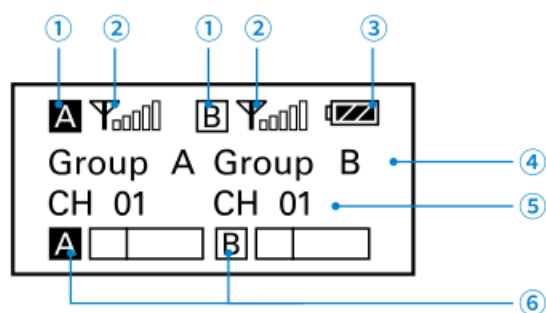 ① ② ① ② ③
A B
Group A Group B ④
CH 01 CH 01 ⑤
A B
⑥